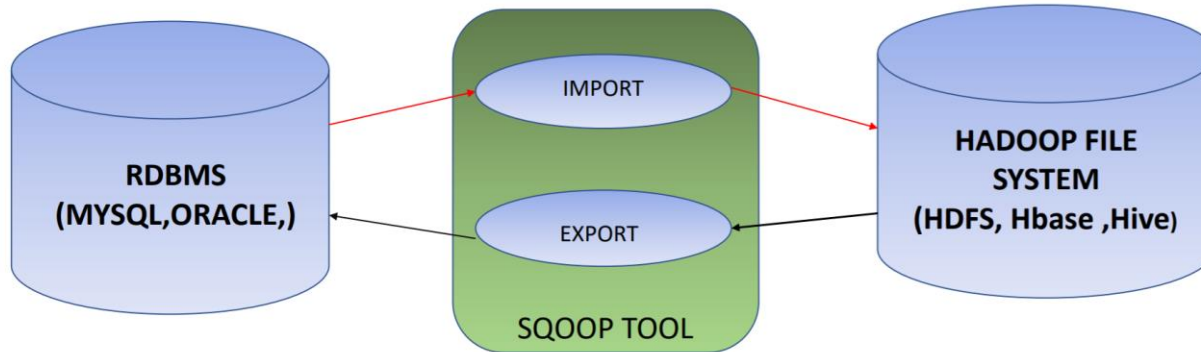 RDBMS
(MYSQL,ORACLE,)
IMPORT
EXPORT
SQOOP TOOL
HADOOP FILE
SYSTEM
(HDFS, Hbase ,Hive)